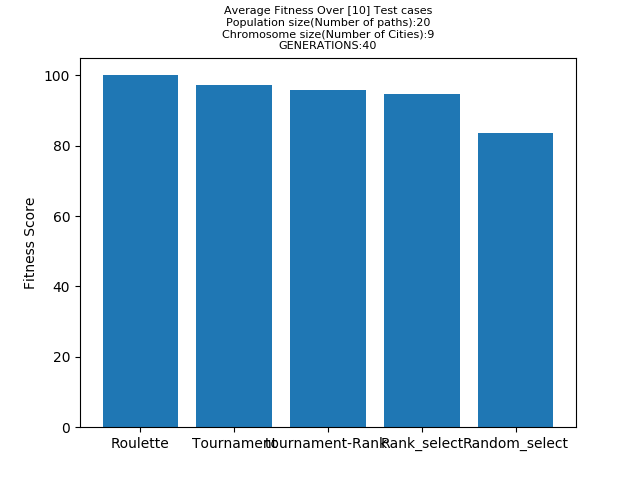 Average Fitness Over [10] Test cases
Population size(Number of paths):20
Chromosome size(Number of Cities):9
GENERATIONS:40
100
80
60
40
20
0
Fitness Score
Roulette Tournament tournament-Rank Rank_select Random_select